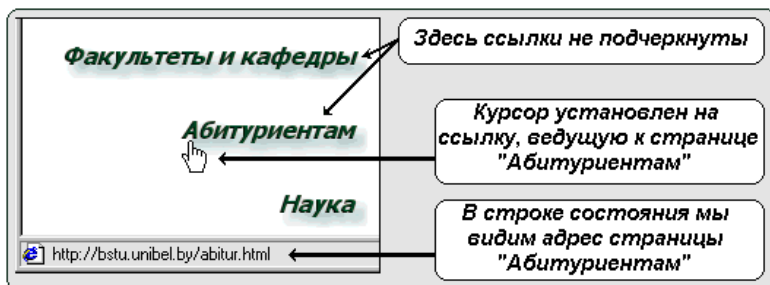 Факультеты и кафедры
Здесь ссылки не подчеркнуты
Абитуриентам
Курсор установлен на
ссылку, ведущую к странице
"Абитуриентам"
Наука
http://bstu.unibel.by/abitur.html
В строке состояния мы
видим адрес страницы
"Абитуриентам"